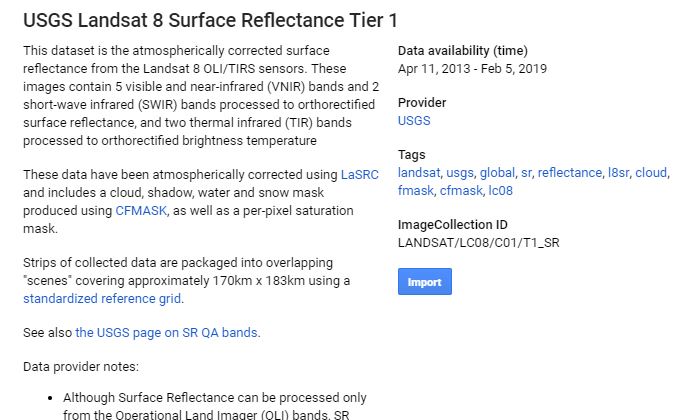 USGS Landsat 8 Surface Reflectance Tier 1
This dataset is the atmospherically corrected surface
reflectance from the Landsat 8 OLI/TIRS sensors. These
images contain 5 visible and near-infrared (VNIR) bands and 2
short-wave infrared (SWIR) bands processed to orthorectified
surface reflectance, and two thermal infrared (TIR) bands
processed to orthorectified brightness temperature
These data have been atmospherically corrected using LaSRC
and includes a cloud, shadow, water and snow mask
produced using CFMASK, as well as a per-pixel saturation
mask.
Strips of collected data are packaged into overlapping
"scenes" covering approximately 170km x 183km using a
standardized reference grid.
See also the USGS page on SR QA bands.
Data provider notes:
• Although Surface Reflectance can be processed only
from the Operational Land Imager (OLI) bands, SR
Data availability (time)
Apr 11, 2013 - Feb 5, 2019
Provider
USGS
Tags
landsat, usgs, global, sr, reflectance, l8sr, cloud,
fmask, cfmask, lc08
ImageCollection ID
LANDSAT/LC08/C01/T1_SR
Import